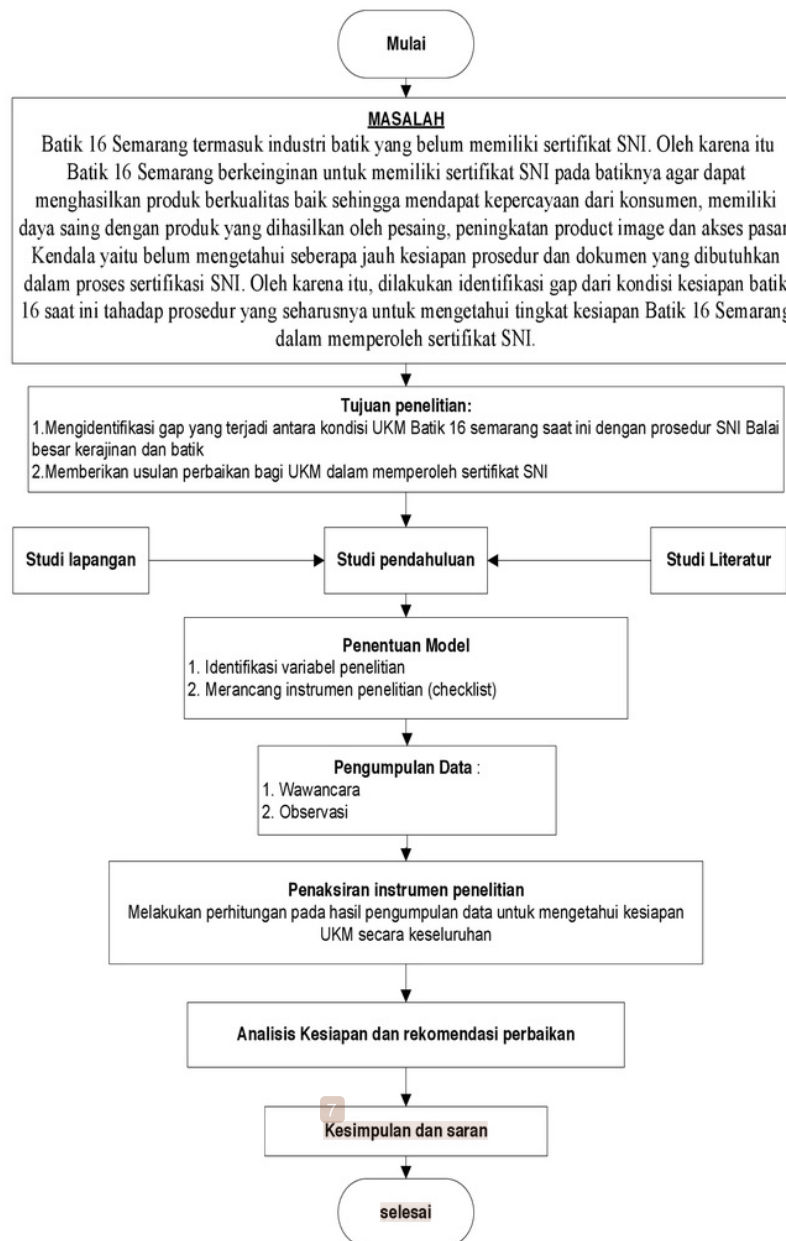 Mulai
MASALAH
Batik 16 Semarang termasuk industri batik yang belum memiliki sertifikat SNI. Oleh karena itu
Batik 16 Semarang berkeinginan untuk memiliki sertifikat SNI pada batiknya agar dapat
menghasilkan produk berkualitas baik sehingga mendapat kepercayaan dari konsumen, memiliki
daya saing dengan produk yang dihasilkan oleh pesaing, peningkatan product image dan akses pasar
Kendala yaitu belum mengetahui seberapa jauh kesiapan prosedur dan dokumen yang dibutuhkan
dalam proses sertifikasi SNI. Oleh karena itu, dilakukan identifikasi gap dari kondisi kesiapan batik
16 saat ini tahadap prosedur yang seharusnya untuk mengetahui tingkat kesiapan Batik 16 Semarang
dalam memperoleh sertifikat SNI.
Tujuan penelitian:
1.Mengidentifikasi gap yang terjadi antara kondisi UKM Batik 16 semarang saat ini dengan prosedur SNI Balai
besar kerajinan dan batik
2.Memberikan usulan perbaikan bagi UKM dalam memperoleh sertifikat SNI
Studi lapangan
Studi pendahuluan
Studi Literatur
Penentuan Model
1. Identifikasi variabel penelitian
2. Merancang instrumen penelitian (checklist)
Pengumpulan Data :
1. Wawancara
2. Observasi
Penaksiran instrumen penelitian
Melakukan perhitungan pada hasil pengumpulan data untuk mengetahui kesiapan
UKM secara keseluruhan
Analisis Kesiapan dan rekomendasi perbaikan
7
Kesimpulan dan saran
selesai